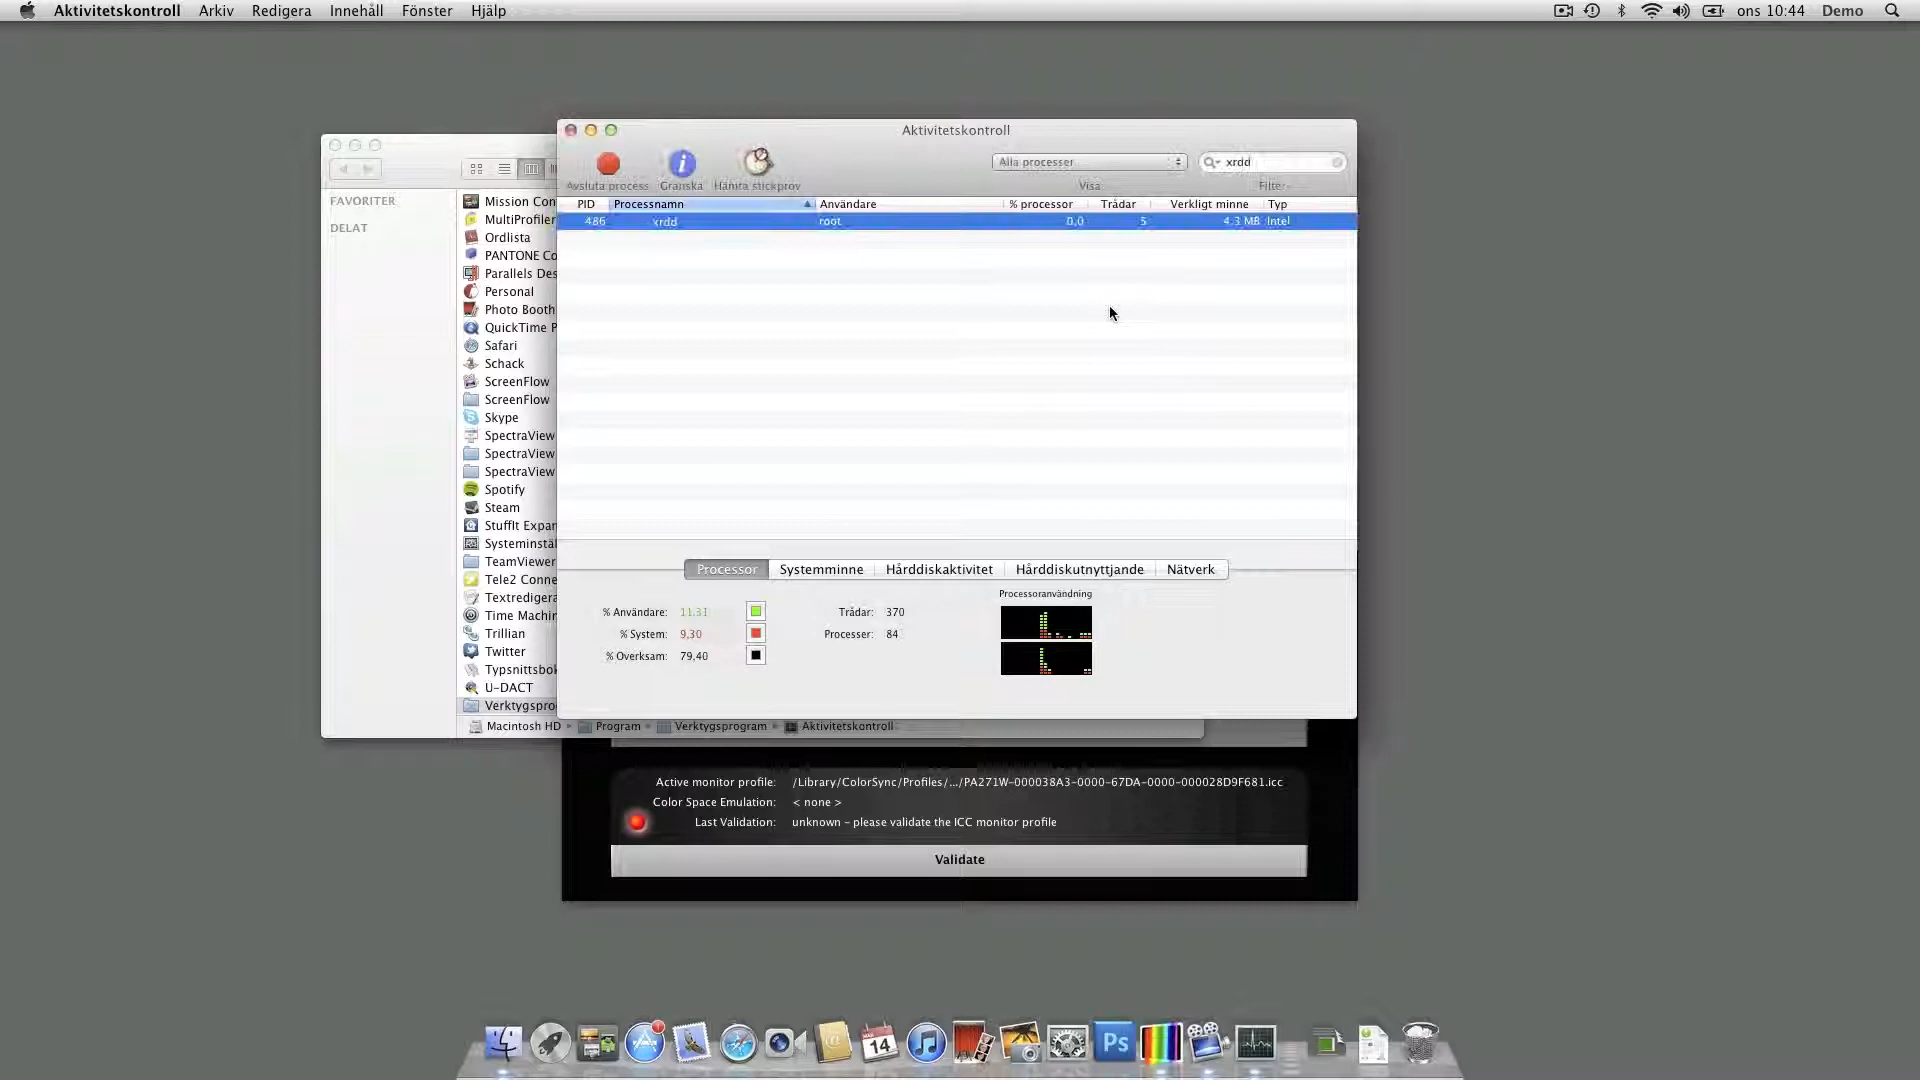 Aktivitetskontroll Arkiv Redigera Innehåll Fönster Hjälp
ons 10:44 Demo
Aktivitetskontroll
Avsluta process Granska Hämta stickprov
Alla processer
Visa
xrdd
Filter
PID Processnamn Användare % processor Trådar Verkligt minne Typ
486 xrdd root 0,0 5 4,3 MB Intel
FAVORITER
DELAT
Mission Con
MultiProfiler
Ordlista
PANTONE Co
Parallels Des
Personal
Photo Booth
QuickTime P
Safari
Schack
ScreenFlow
ScreenFlow
Skype
SpectraView
SpectraView
SpectraView
Spotify
Steam
StuffIt Expan
Systeminstäl
TeamViewer
Tele2 Conne
Textredigera
Time Machin
Trillian
Twitter
Typsnittsbok
U-DACT
Verktygspro
Processor Systemminne Hårddiskaktivitet Hårddiskutnyttjande Nätverk
% Användare: 11,31
% System: 9,30
% Overksam: 79,40
Trådar: 370
Processer: 84
Processoranvändning
Macintosh HD Program Verktygsprogram Aktivitetskontroll
Active monitor profile: /Library/ColorSync/Profiles/.../PA271W-000038A3-0000-67DA-0000-000028D9F681.icc
Color Space Emulation: < none >
Last Validation: unknown - please validate the ICC monitor profile
Validate
14
Ps